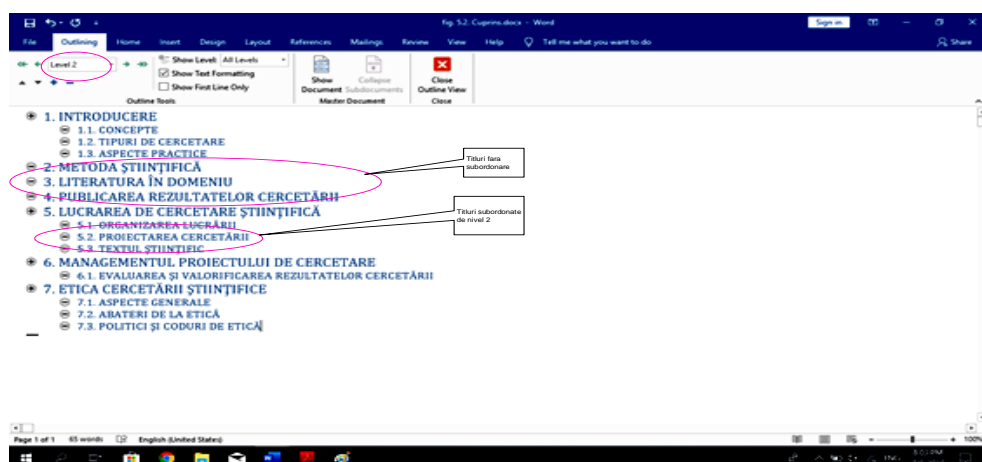 Fig. 5.2. Cuprins.docx - Word
Sign in
File Outlining Home Insert Design Layout References Mailings Review View Help Tell me what you want to do Share
Level 2
Show Level: All Levels
Show Text Formatting
Show First Line Only
Show Document
Collapse Subdocuments
Close Outline View
Outline Tools
Master Document
Close
1. INTRODUCERE
1.1. CONCEPTE
1.2. TIPURI DE CERCETARE
1.3. ASPECTE PRACTICE
2. METODA ŞTIINŢIFICĂ
3. LITERATURA ÎN DOMENIU
4. PUBLICAREA REZULTATELOR CERCETĂRII
5. LUCRAREA DE CERCETARE ŞTIINŢIFICĂ
5.1. ORGANIZAREA LUCRĂRII
5.2. PROIECTAREA CERCETĂRII
5.3. TEXTUL ŞTIINŢIFIC
6. MANAGEMENTUL PROIECTULUI DE CERCETARE
6.1. EVALUAREA ŞI VALORIFICAREA REZULTATELOR CERCETĂRII
7. ETICA CERCETĂRII ŞTIINŢIFICE
7.1. ASPECTE GENERALE
7.2. ABATERI DE LA ETICĂ
7.3. POLITICI ŞI CODURI DE ETICĂ
Titluri fara
subordonare
Titluri subordonate
de nivel 2
Page 1 of 1 65 words English (United States) 100%
ENG